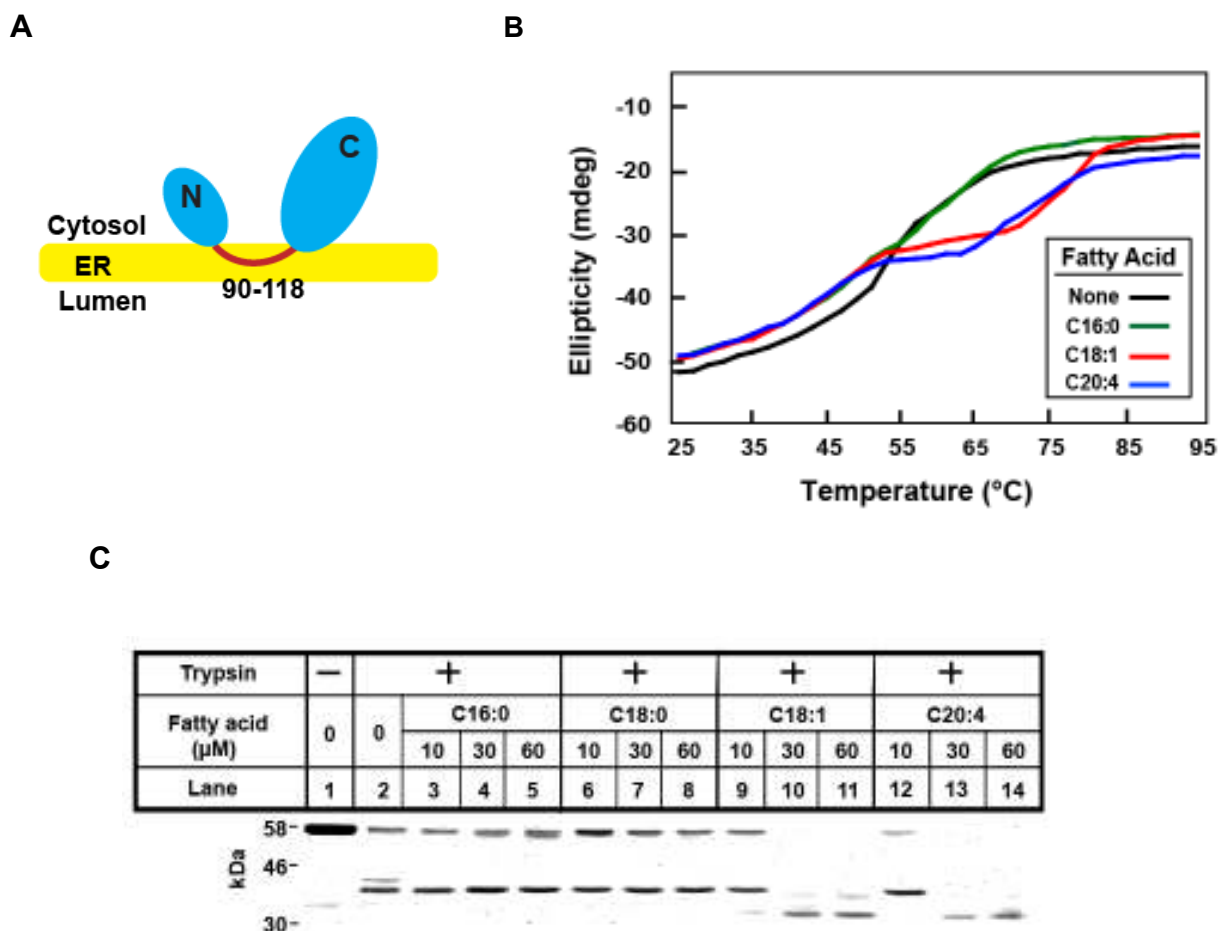 A
N
C
Cytosol
ER
Lumen
90-118
B
Ellipticity (mdeg)
-10
-20
-30
-40
-50
-60
25 35 45 55 65 75 85 95
Temperature (°C)
Fatty Acid
None
C16:0
C18:1
C20:4
C
Trypsin − + + + +
Fatty acid (µM) 0 0 C16:0 C18:0 C18:1 C20:4
10 30 60 10 30 60 10 30 60 10 30 60
Lane 1 2 3 4 5 6 7 8 9 10 11 12 13 14
kDa
58
46
30